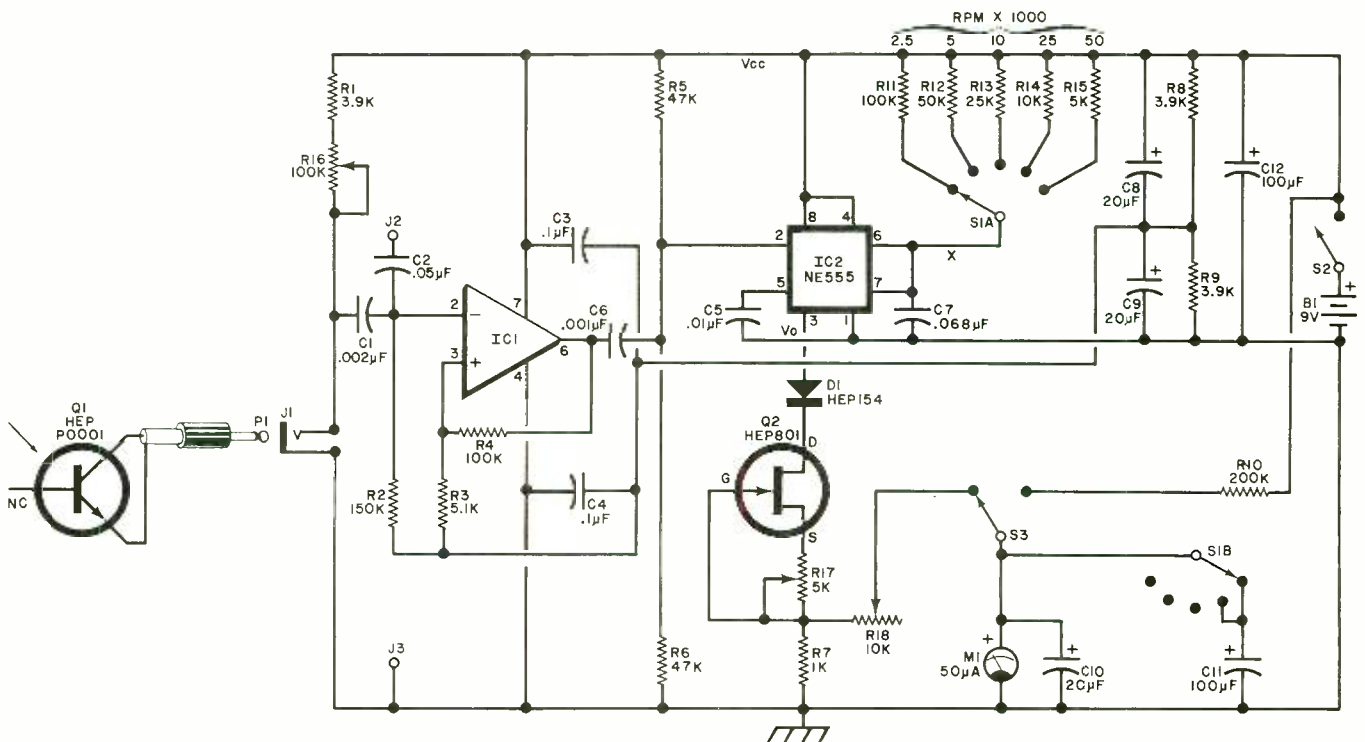 RPM X 1000
2.5 5 10 25 50
Vcc
R1
3.9K
R5
47K
R11
100K
R12
50K
R13
25K
R14
10K
R15
5K
R8
3.9K
R16
100K
C8
20µF
C12
100µF
S1A
J2
C3
.1µF
8 4
2 6
IC2
NE555
5 7
3 1
X
C2
.05µF
R9
3.9K
S2
B1
9V
C1
.002µF
2 −
3 +
7
IC1
6
4
C6
.001µF
C5
.01µF
Vo
C7
.068µF
C9
20µF
D1
HEP154
Q1
HEP
P0001
NC
P1
J1
V
R4
100K
Q2
HEP801
D
G
S
R2
150K
R3
5.1K
C4
.1µF
R10
200K
S3
S1B
R17
5K
R18
10K
J3
R6
47K
R7
1K
M1
50µA
C10
20µF
C11
100µF